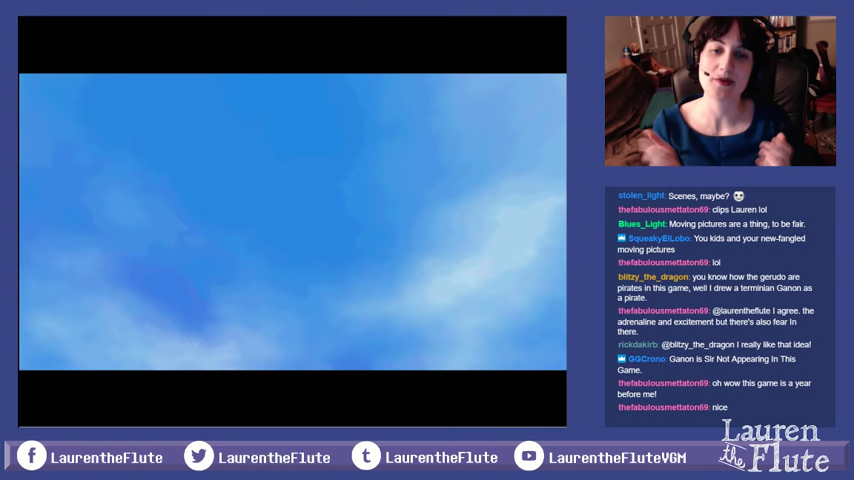 stolen_light: Scenes, maybe?
thefabulousmettaton69: clips Lauren lol
Blues_Light: Moving pictures are a thing, to be fair.
SqueakyElLobo: You kids and your new-fangled
moving pictures
thefabulousmettaton69: lol
blitzy_the_dragon: you know how the gerudo are
pirates in this game, well I drew a terminian Ganon as
a pirate.
thefabulousmettaton69: @laurentheflute I agree. the
adrenaline and excitement but there's also fear In
there.
rickdakirb: @blitzy_the_dragon I really like that idea!
GGCrono: Ganon is Sir Not Appearing In This
Game.
thefabulousmettaton69: oh wow this game is a year
before me!
thefabulousmettaton69: nice
Lauren
the Flute
f LaurentheFlute
LaurentheFlute
t LaurentheFlute
LaurentheFluteVGM